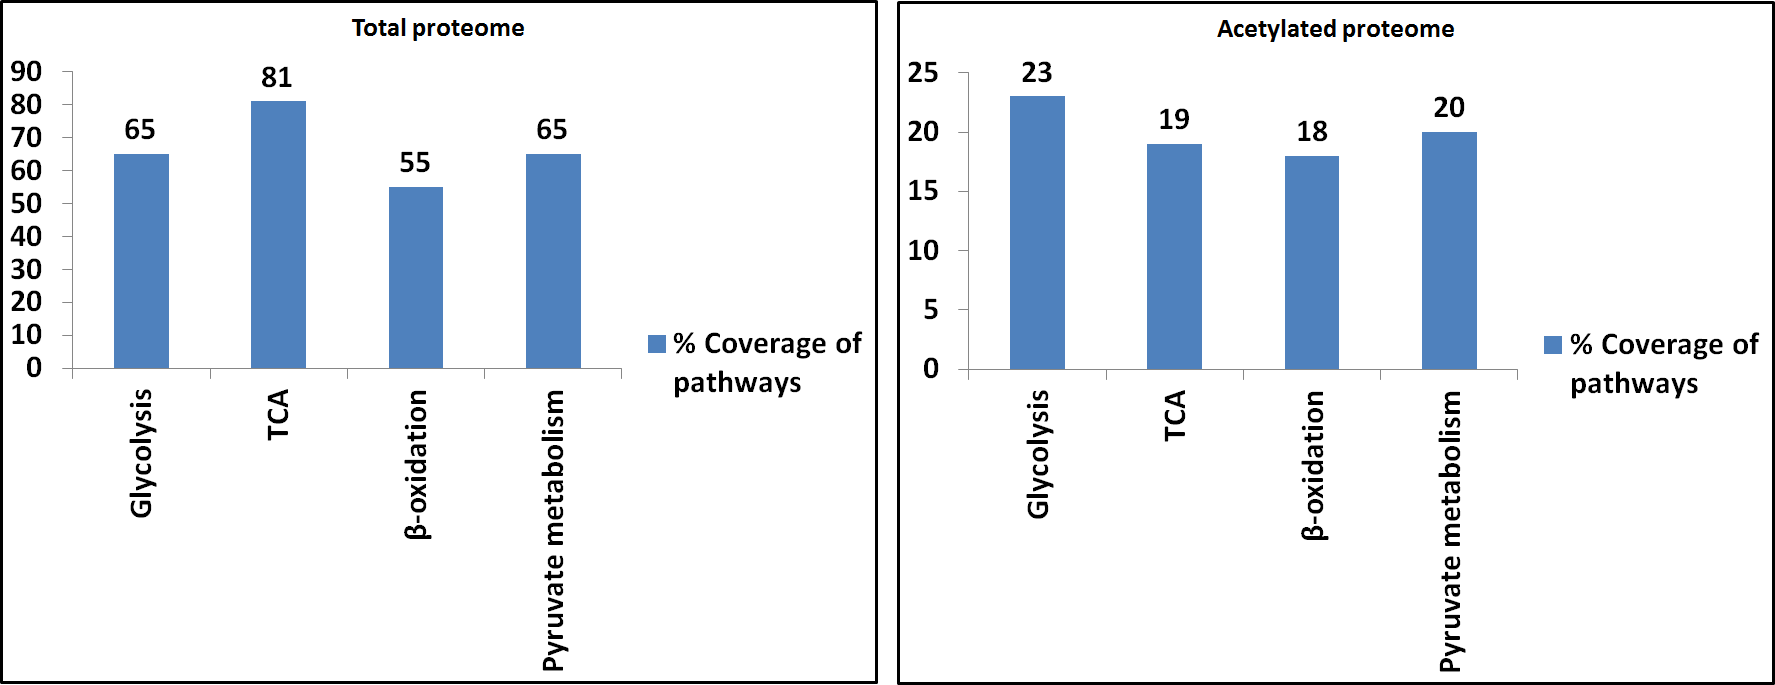 Total proteome
90
80
70
60
50
40
30
20
10
0
65
81
55
65
Glycolysis
TCA
β-oxidation
Pyruvate metabolism
% Coverage of
pathways
Acetylated proteome
25
20
15
10
5
0
23
19
18
20
Glycolysis
TCA
β-oxidation
Pyruvate metabolism
% Coverage of
pathways